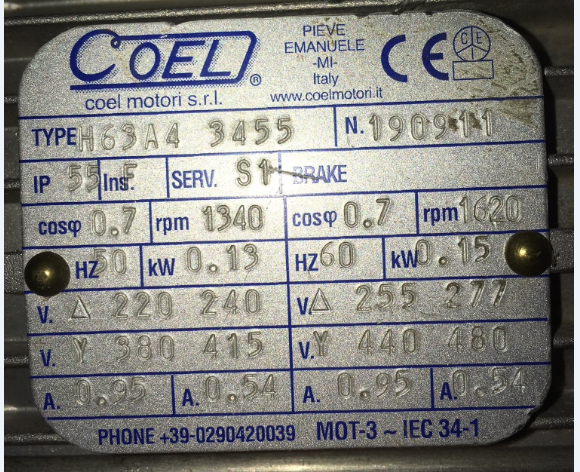 COEL ®
coel motori s.r.l.
PIEVE
EMANUELE
-MI-
Italy
www.coelmotori.it
CE
CEI
TYPE H63A4 3455 N. 190911
IP 55 Ins. F SERV. S1 BRAKE
cosφ 0.7 rpm 1340 cosφ 0.7 rpm 1620
HZ 50 kW 0.13 HZ 60 kW 0.15
V. Δ 220 240 V. Δ 255 277
V. Y 380 415 V. Y 440 480
A. 0.95 A. 0.54 A. 0.95 A. 0.54
PHONE +39-0290420039 MOT-3 ~ IEC 34-1